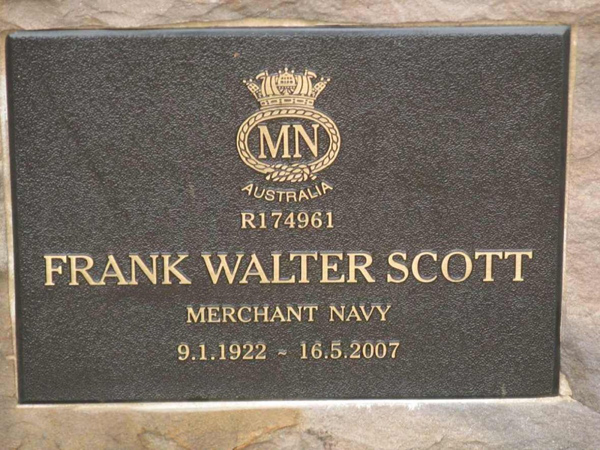 MN
AUSTRALIA
R174961
FRANK WALTER SCOTT
MERCHANT NAVY
9.1.1922 ~ 16.5.2007